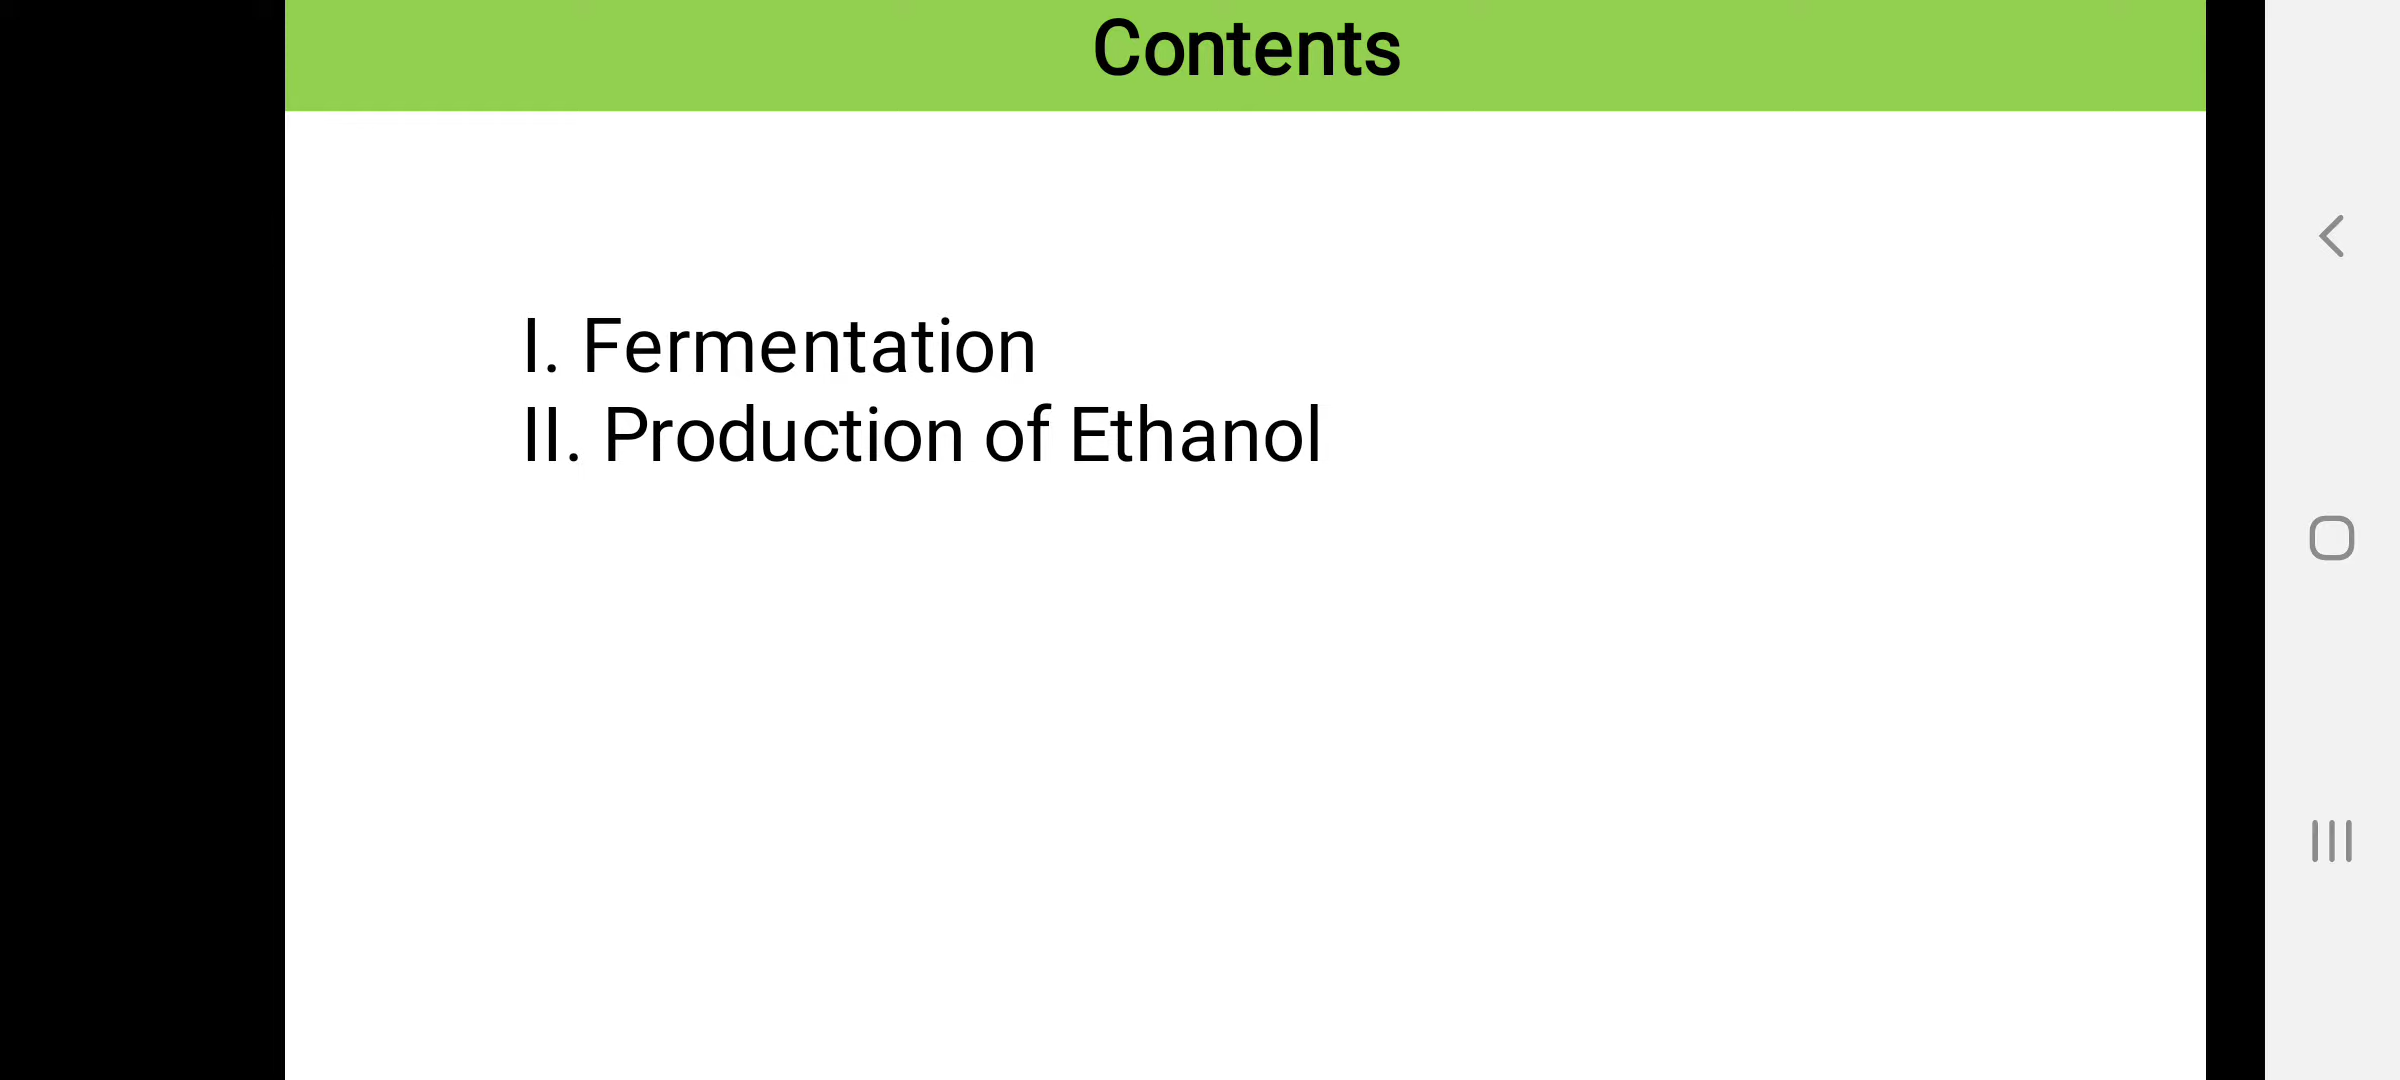 Contents
I. Fermentation
II. Production of Ethanol